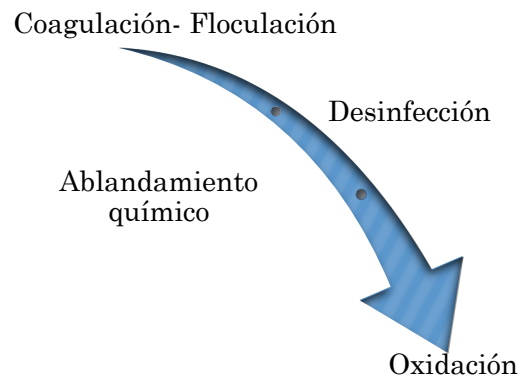 Coagulación- Floculación
Desinfección
Ablandamiento
químico
Oxidación